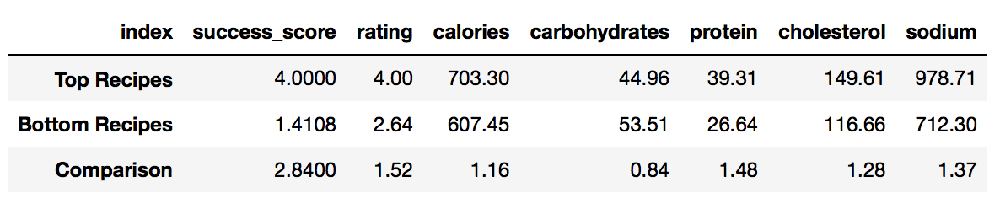 index success_score rating calories carbohydrates protein cholesterol sodium
Top Recipes 4.0000 4.00 703.30 44.96 39.31 149.61 978.71
Bottom Recipes 1.4108 2.64 607.45 53.51 26.64 116.66 712.30
Comparison 2.8400 1.52 1.16 0.84 1.48 1.28 1.37